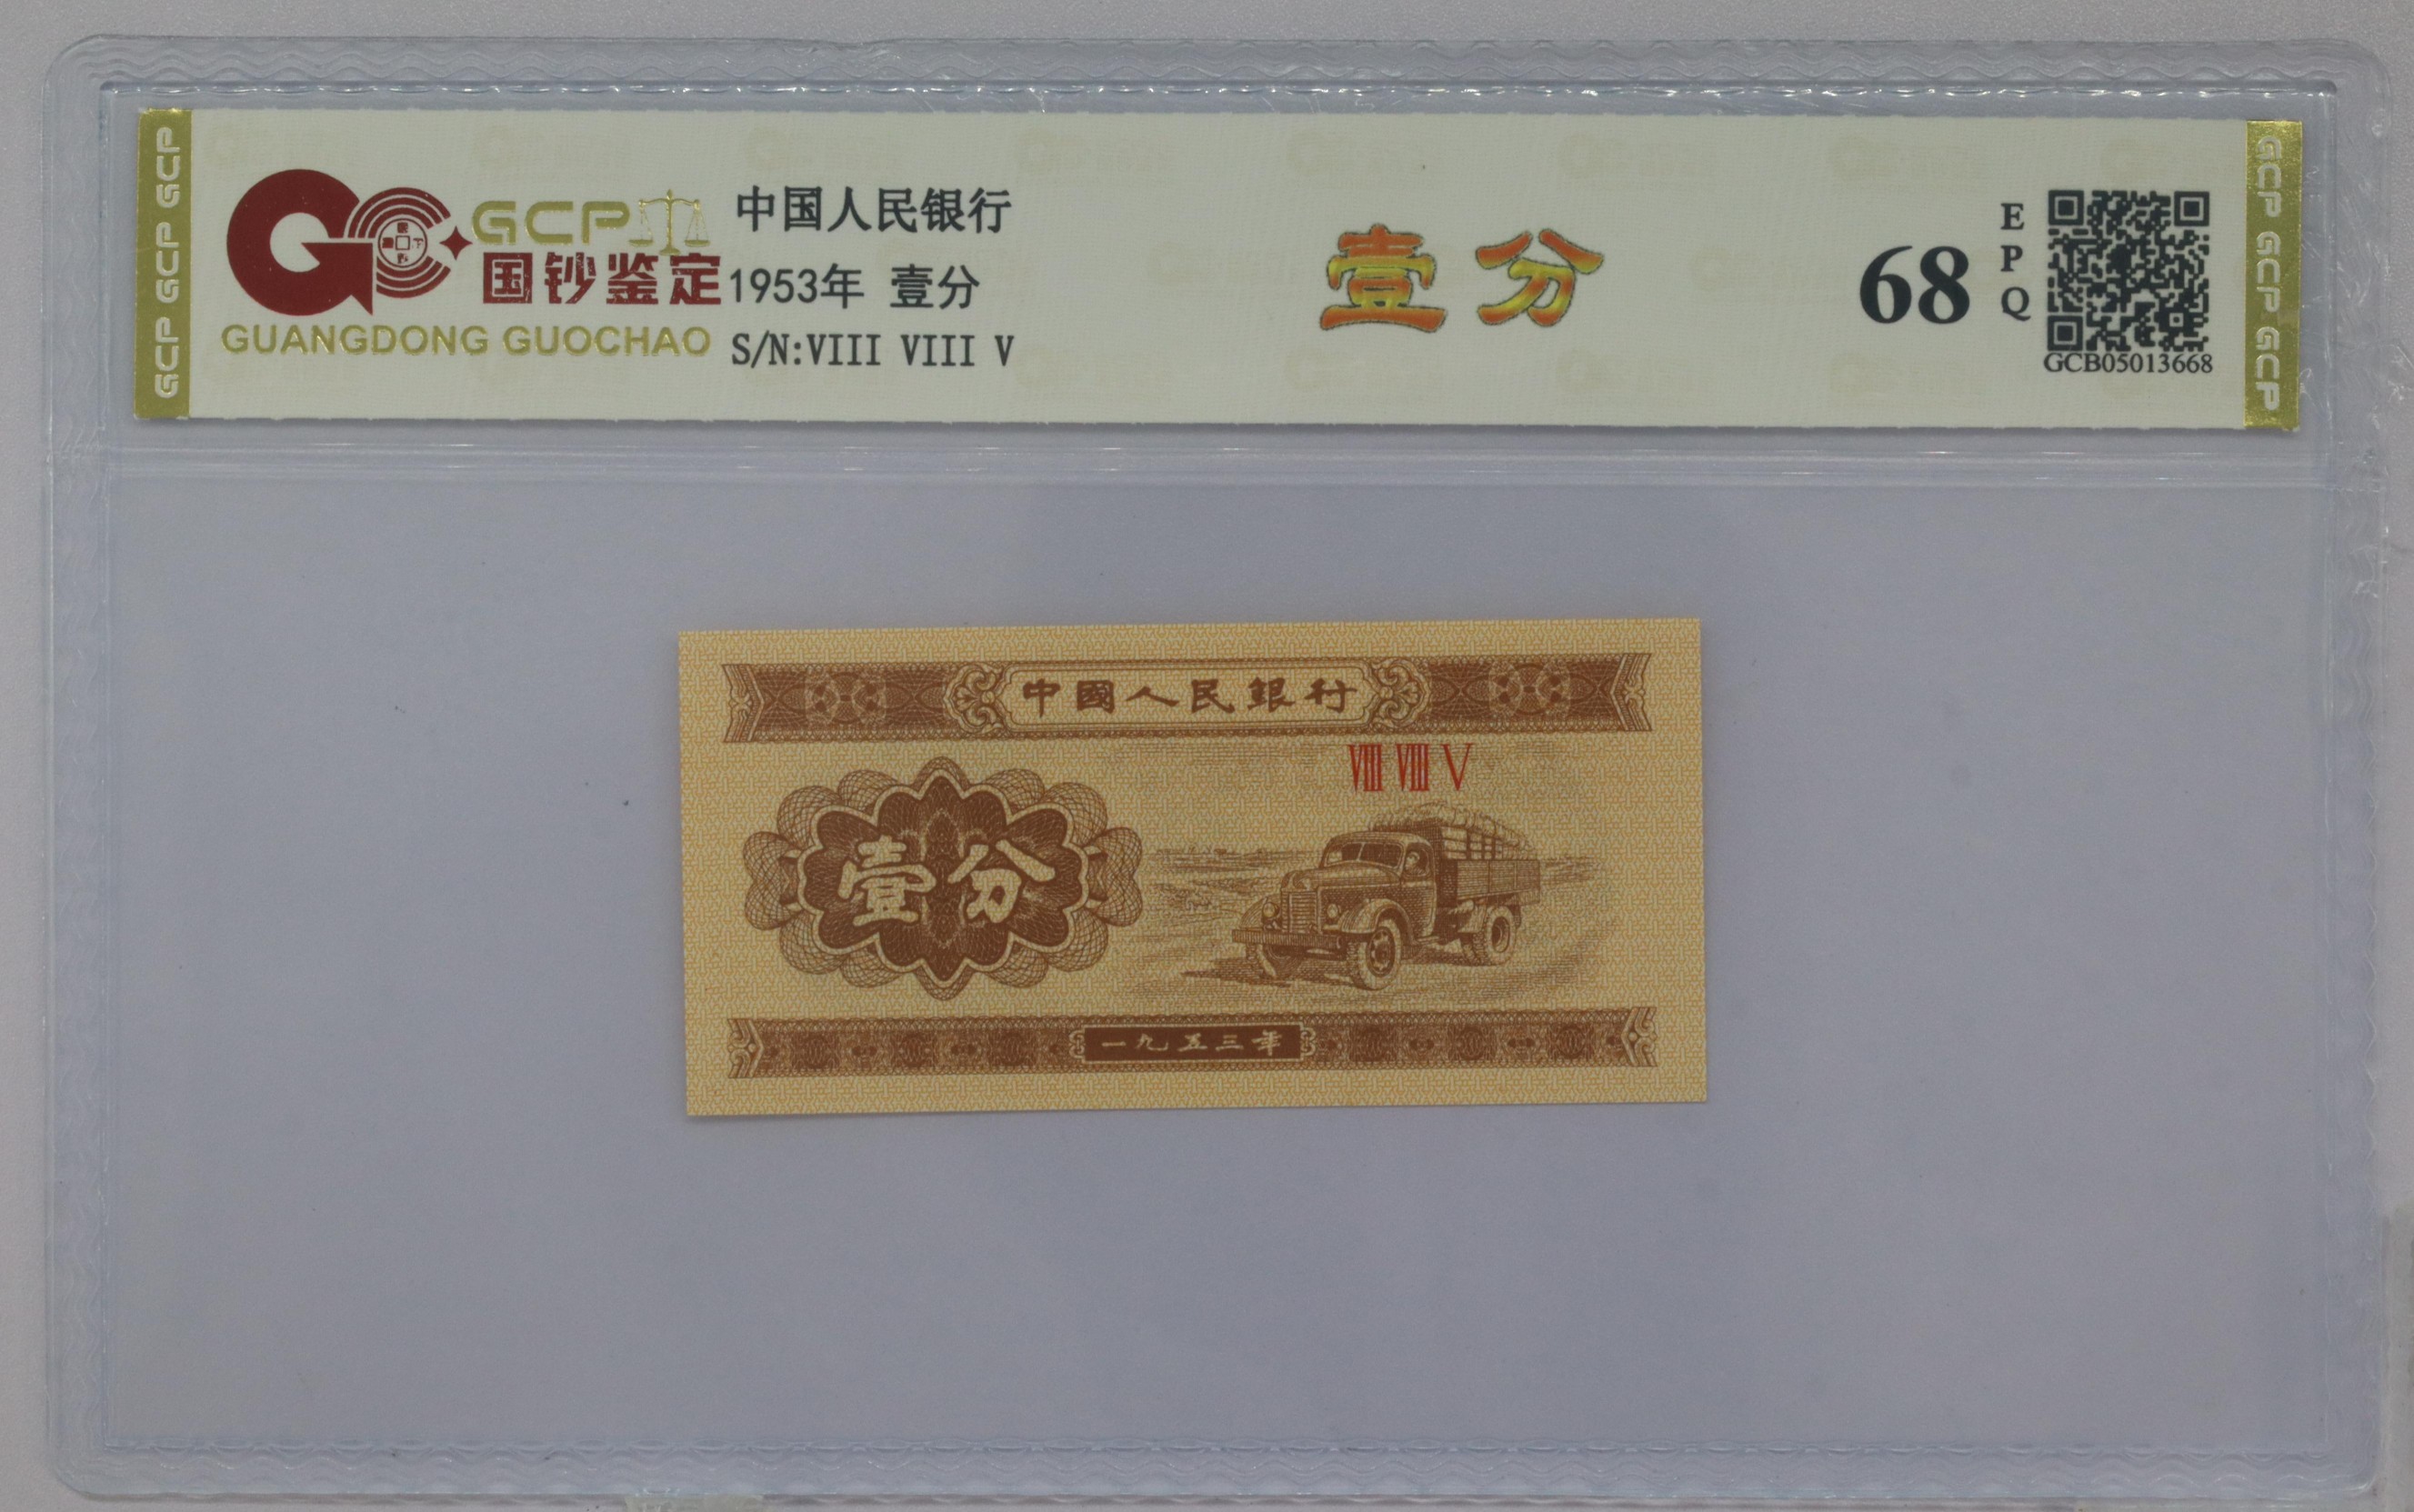 GCP GCP GCP
GCP
国钞鉴定
GUANGDONG GUOCHAO
中国人民银行
1953年 壹分
S/N:VIII VIII V
壹分
68
EPQ
GCB05013668
GCP GCP GCP
中國人民銀行
VIII VIII V
壹分
一九五三年